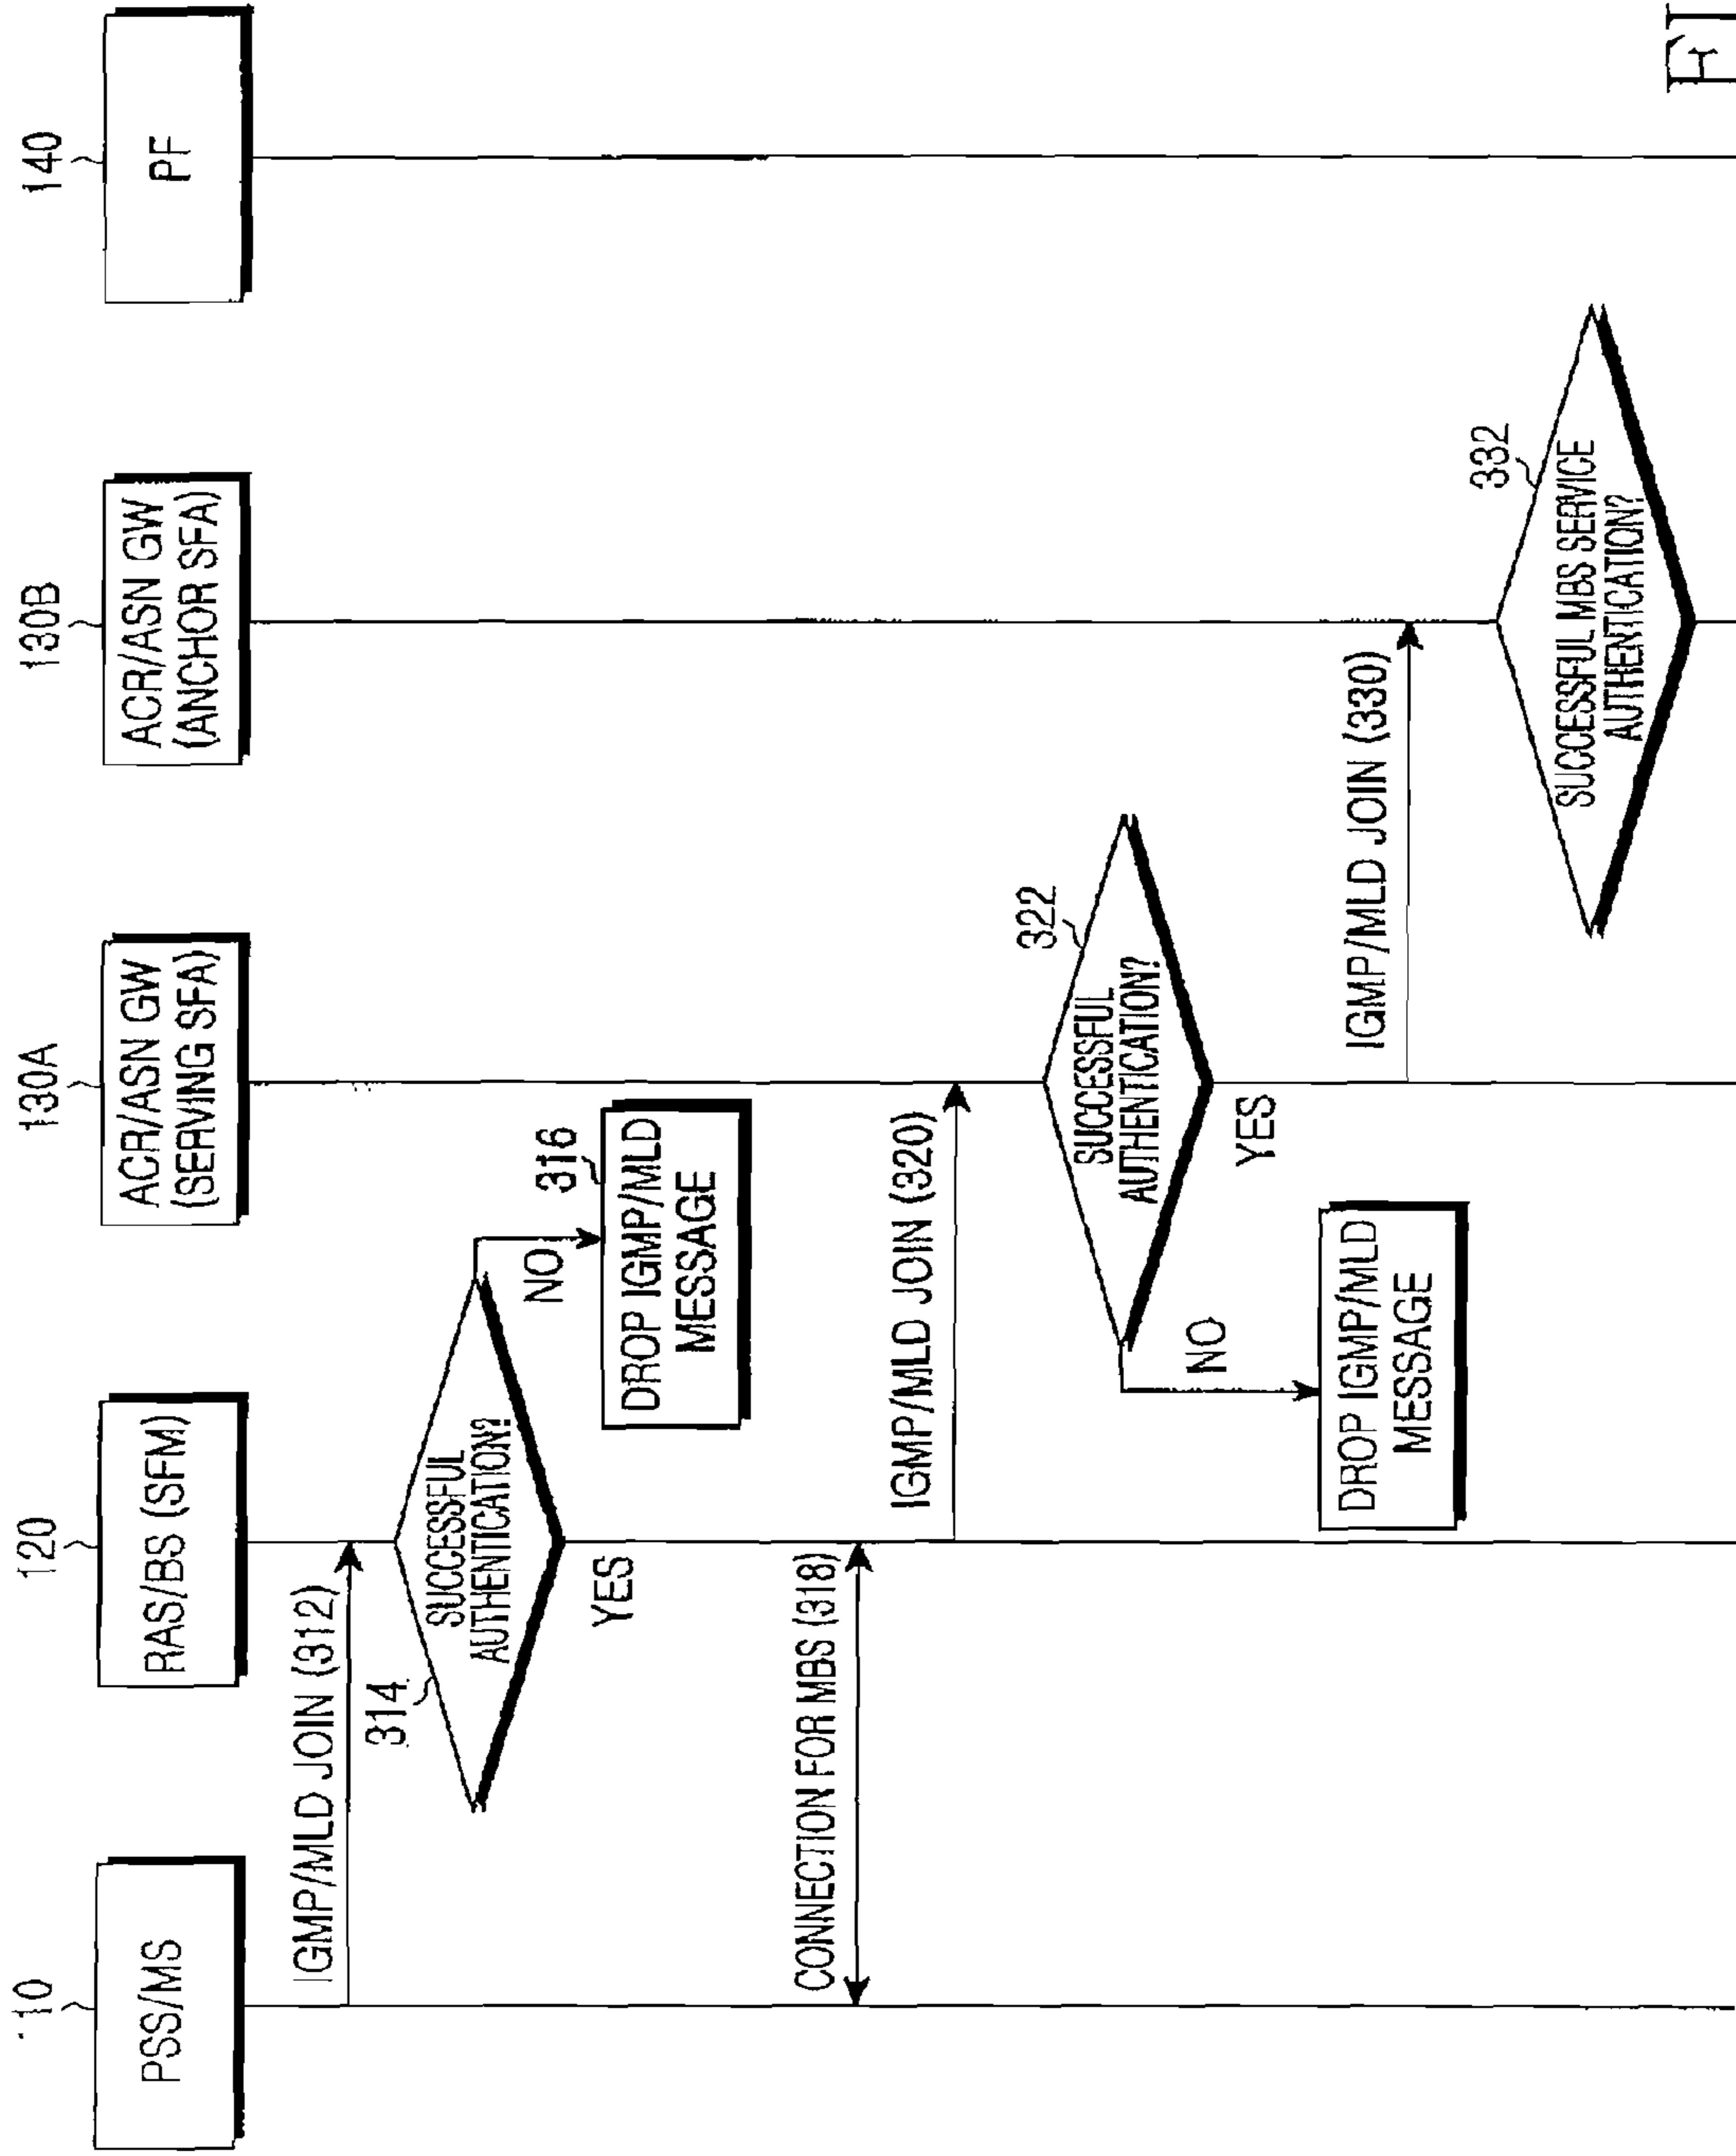 110
PSS/MS
120
RAS/BS (SFM)
130A
ACR/ASN GW
(SERVING SFA)
130B
ACR/ASN GW
(ANCHOR SFA)
140
PF
IGMP/MLD JOIN (312)
314
SUCCESSFUL
AUTHENTICATION?
NO
316
DROP IGMP/MLD
MESSAGE
YES
CONNECTION FOR MBS (318)
IGMP/MLD JOIN (320)
322
SUCCESSFUL
AUTHENTICATION?
NO
DROP IGMP/MLD
MESSAGE
YES
IGMP/MLD JOIN (330)
332
SUCCESSFUL MBS SERVICE
AUTHENTICATION?